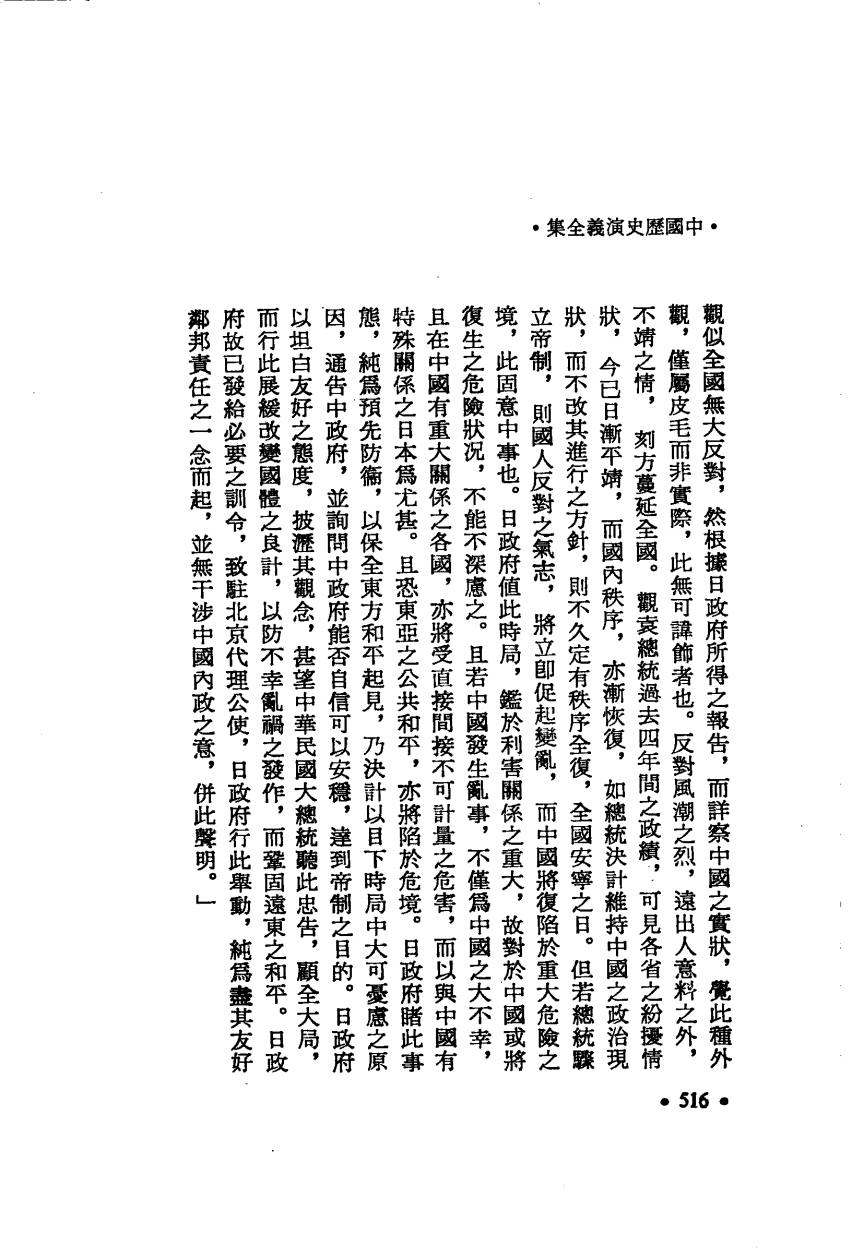 •中國歷史演義全集•
觀似全國無大反對，然根據日政府所得之報告，而詳察中國之實狀，覺此種外
觀，僅屬皮毛而非實際，此無可諱飾者也。反對風潮之烈，遠出人意料之外，
不靖之情，刻方蔓延全國。觀袁總統過去四年間之政績，可見各省之紛擾情
狀，今已日漸平靖，而國內秩序，亦漸恢復，如總統決計維持中國之政治現
狀，而不改其進行之方針，則不久定有秩序全復，全國安寧之日。但若總統驟
立帝制，則國人反對之氣志，將立卽促起變亂，而中國將復陷於重大危險之
境，此固意中事也。日政府值此時局，鑑於利害關係之重大，故對於中國或將
復生之危險狀況，不能不深慮之。且若中國發生亂事，不僅爲中國之大不幸，
且在中國有重大關係之各國，亦將受直接間接不可計量之危害，而以與中國有
特殊關係之日本爲尤甚。且恐東亞之公共和平，亦將陷於危境。日政府睹此事
態，純爲預先防衞，以保全東方和平起見，乃決計以目下時局中大可憂慮之原
因，通告中政府，並詢問中政府能否自信可以安穩，達到帝制之目的。日政府
以坦白友好之態度，披瀝其觀念，甚望中華民國大總統聽此忠告，顧全大局，
而行此展緩改變國體之良計，以防不幸亂禍之發作，而鞏固遠東之和平。日政
府故已發給必要之訓令，致駐北京代理公使，日政府行此舉動，純爲盡其友好
鄰邦責任之一念而起，並無干涉中國內政之意，併此聲明。」
•516•